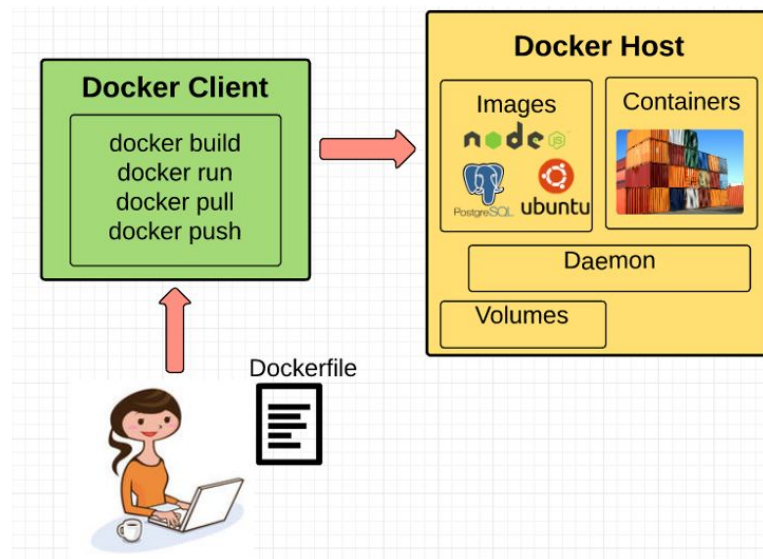 Docker Client
docker build
docker run
docker pull
docker push
Docker Host
Images
node
JS
PostgreSQL
ubuntu
Containers
Daemon
Volumes
Dockerfile